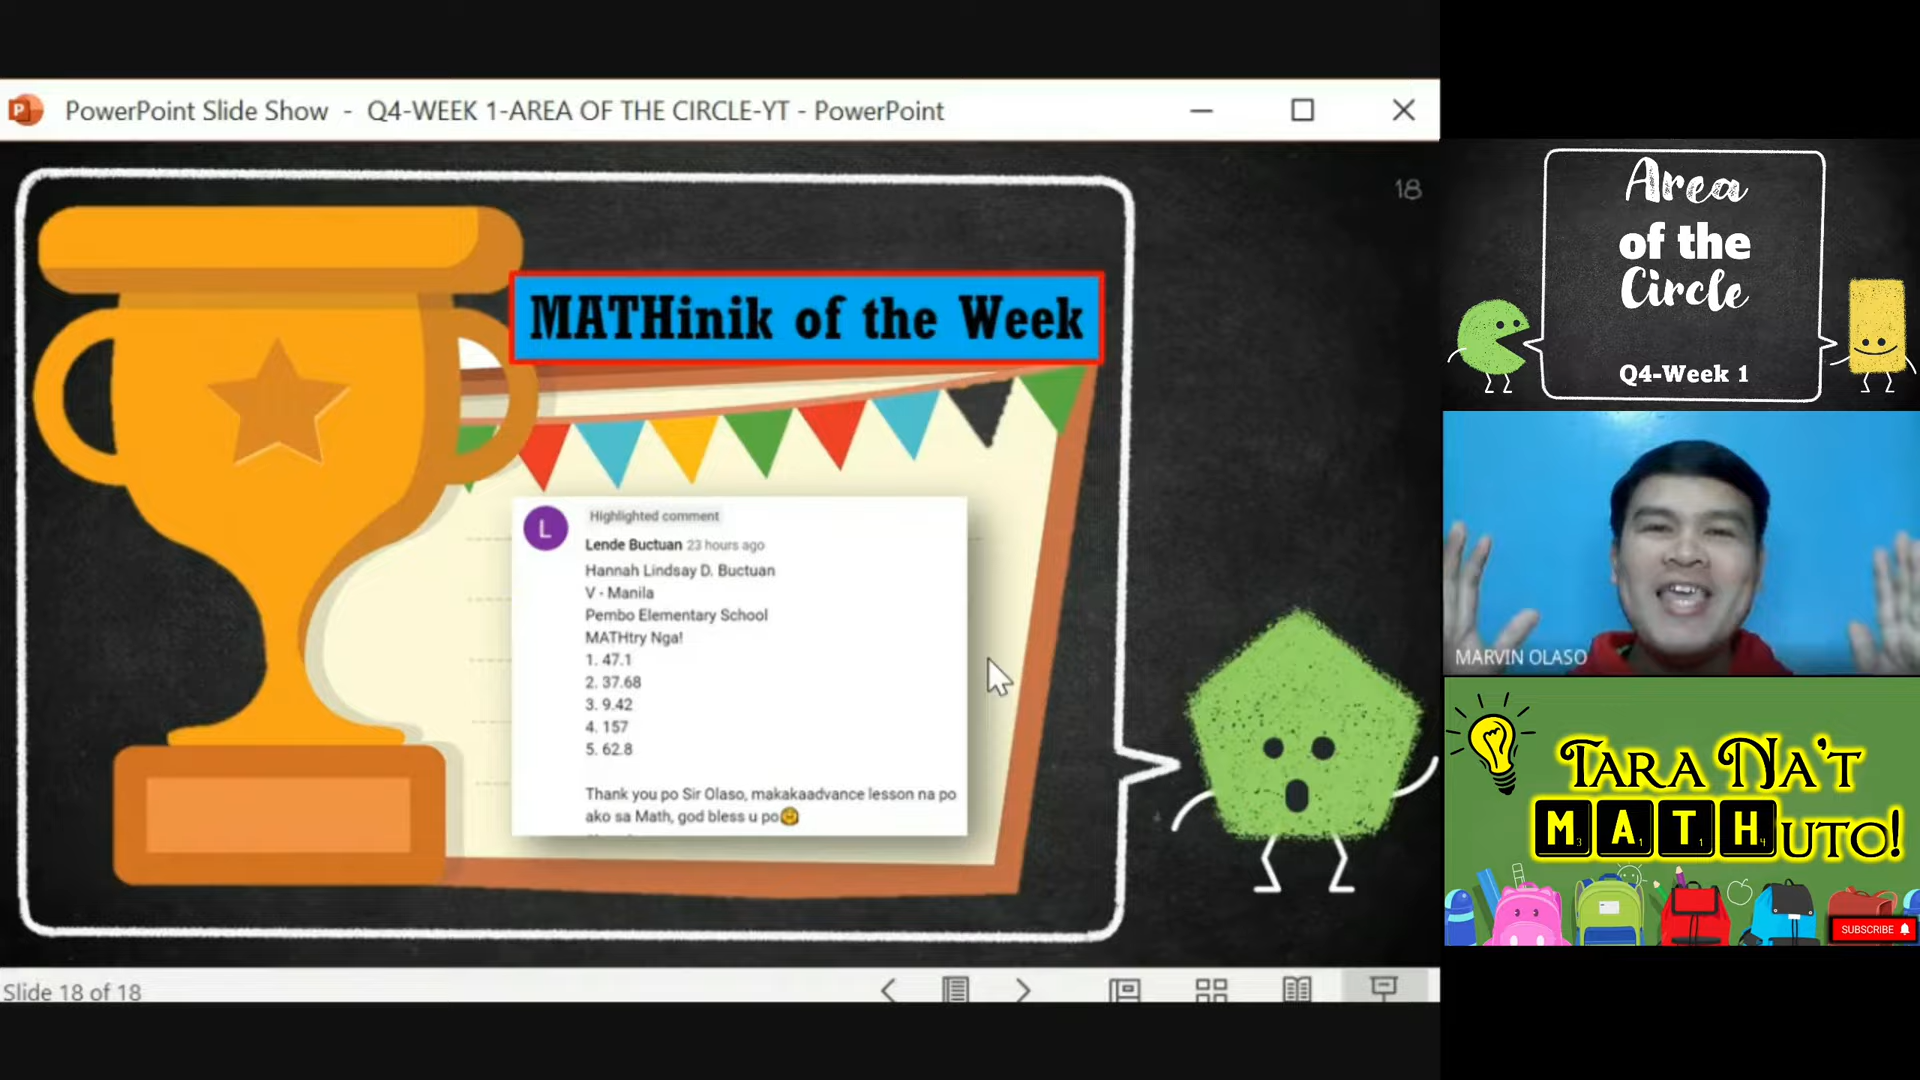 PowerPoint Slide Show - Q4-WEEK 1-AREA OF THE CIRCLE-YT - PowerPoint
18
MATHinik of the Week
L
Highlighted comment
Lende Buctuan 23 hours ago
Hannah Lindsay D. Buctuan
V - Manila
Pembo Elementary School
MATHtry Nga!
1. 47.1
2. 37.68
3. 9.42
4. 157
5. 62.8
Thank you po Sir Olaso, makakaadvance lesson na po
ako sa Math, god bless u po
Slide 18 of 18
Area
of the
Circle
Q4-Week 1
MARVIN OLASO
TARA NA'T
MATHUTO!
SUBSCRIBE